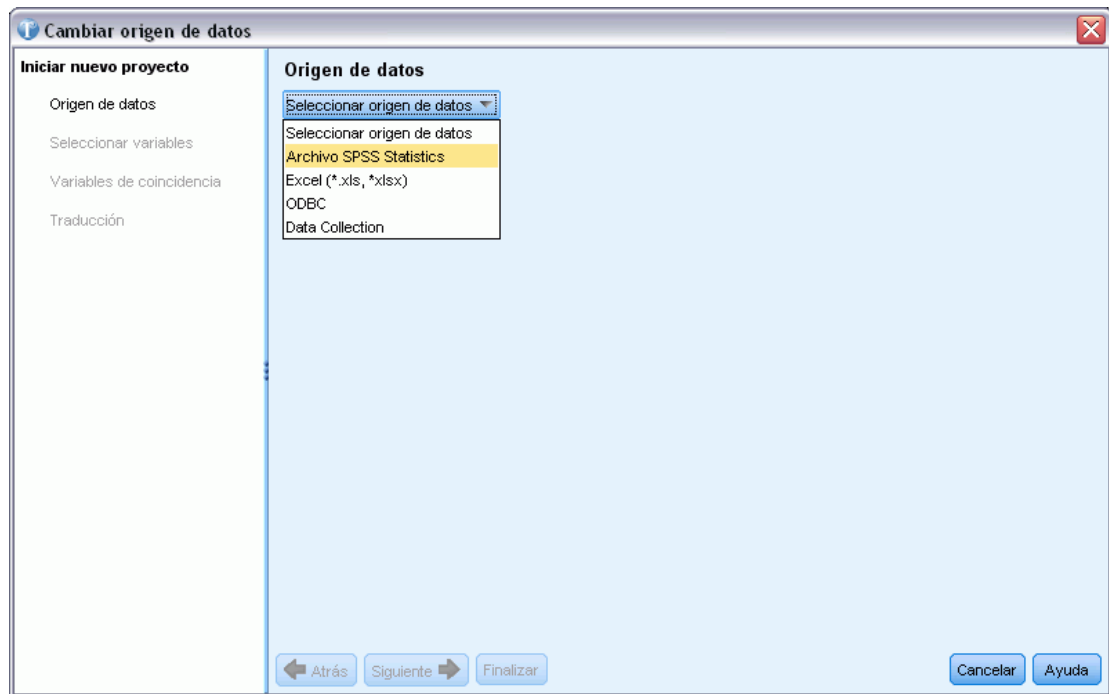 Cambiar origen de datos
Iniciar nuevo proyecto
Origen de datos
Seleccionar variables
Variables de coincidencia
Traducción
Origen de datos
Seleccionar origen de datos
Seleccionar origen de datos
Archivo SPSS Statistics
Excel (*.xls, *xlsx)
ODBC
Data Collection
Atrás
Siguiente
Finalizar
Cancelar
Ayuda